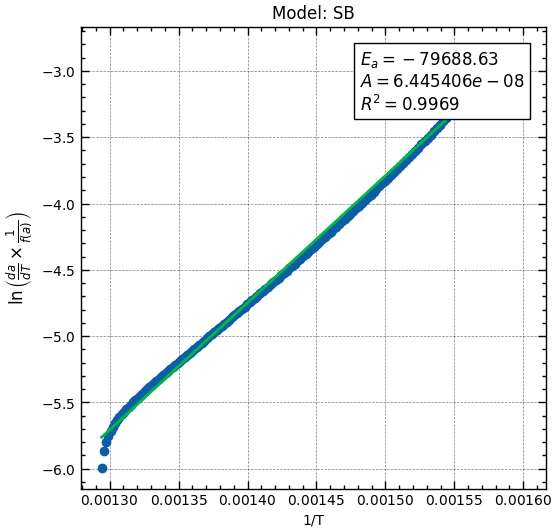 Model: SB
E_a = −79688.63
A = 6.445406e − 08
R² = 0.9969
ln(da/dT × 1/f(a))
−3.0
−3.5
−4.0
−4.5
−5.0
−5.5
−6.0
0.00130 0.00135 0.00140 0.00145 0.00150 0.00155 0.00160
1/T